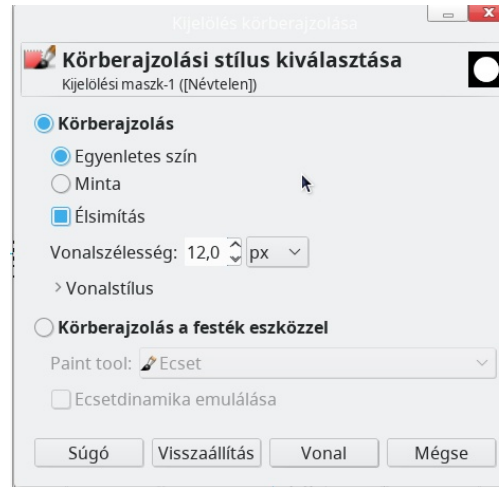 Kijelölés körberajzolása
Körberajzolási stílus kiválasztása
Kijelölési maszk-1 ([Névtelen])
Körberajzolás
Egyenletes szín
Minta
Élsimítás
Vonalszélesség: 12,0 px
Vonalstílus
Körberajzolás a festék eszközzel
Paint tool: Ecset
Ecsetdinamika emulálása
Súgó Visszaállítás Vonal Mégse